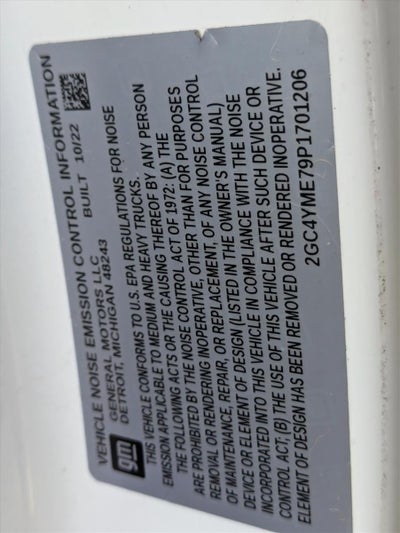 VEHICLE NOISE EMISSION CONTROL INFORMATION
GENERAL MOTORS LLC BUILT 10/22
DETROIT, MICHIGAN 48243
gm
THIS VEHICLE CONFORMS TO U.S. EPA REGULATIONS FOR NOISE
EMISSION APPLICABLE TO MEDIUM AND HEAVY TRUCKS.
THE FOLLOWING ACTS OR THE CAUSING THEREOF BY ANY PERSON
ARE PROHIBITED BY THE NOISE CONTROL ACT OF 1972: (A) THE
REMOVAL OR RENDERING INOPERATIVE, OTHER THAN FOR PURPOSES
OF MAINTENANCE, REPAIR, OR REPLACEMENT, OF ANY NOISE CONTROL
DEVICE OR ELEMENT OF DESIGN (LISTED IN THE OWNER'S MANUAL)
INCORPORATED INTO THIS VEHICLE IN COMPLIANCE WITH THE NOISE
CONTROL ACT; (B) THE USE OF THIS VEHICLE AFTER SUCH DEVICE OR
ELEMENT OF DESIGN HAS BEEN REMOVED OR RENDERED INOPERATIVE.
2GC4YME79P1701206